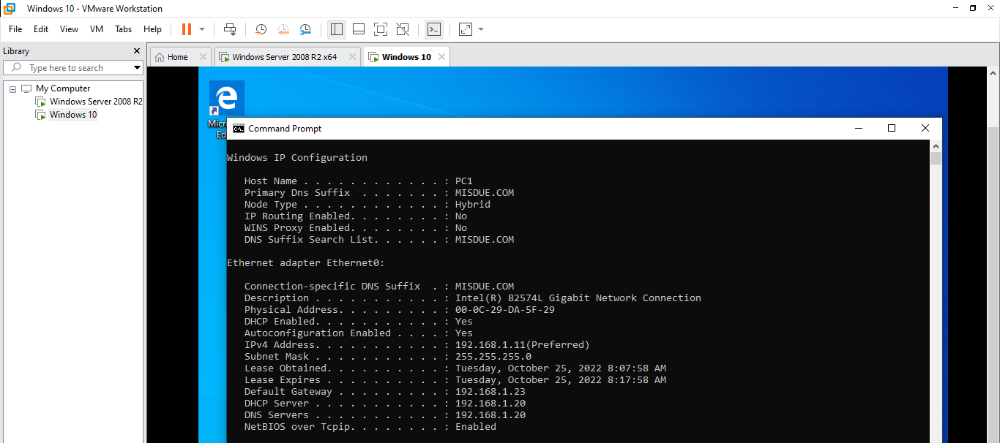 Windows 10 - VMware Workstation
File Edit View VM Tabs Help
Library
Type here to search
My Computer
Windows Server 2008 R2
Windows 10
Home
Windows Server 2008 R2 x64
Windows 10
Micr
Ed
Command Prompt
Windows IP Configuration
Host Name . . . . . . . . . . . . : PC1
Primary Dns Suffix . . . . . . . : MISDUE.COM
Node Type . . . . . . . . . . . . : Hybrid
IP Routing Enabled. . . . . . . . : No
WINS Proxy Enabled. . . . . . . . : No
DNS Suffix Search List. . . . . . : MISDUE.COM
Ethernet adapter Ethernet0:
Connection-specific DNS Suffix . : MISDUE.COM
Description . . . . . . . . . . . : Intel(R) 82574L Gigabit Network Connection
Physical Address. . . . . . . . . : 00-0C-29-DA-5F-29
DHCP Enabled. . . . . . . . . . . : Yes
Autoconfiguration Enabled . . . . : Yes
IPv4 Address. . . . . . . . . . . : 192.168.1.11(Preferred)
Subnet Mask . . . . . . . . . . . : 255.255.255.0
Lease Obtained. . . . . . . . . . : Tuesday, October 25, 2022 8:07:58 AM
Lease Expires . . . . . . . . . . : Tuesday, October 25, 2022 8:17:58 AM
Default Gateway . . . . . . . . . : 192.168.1.23
DHCP Server . . . . . . . . . . . : 192.168.1.20
DNS Servers . . . . . . . . . . . : 192.168.1.20
NetBIOS over Tcpip. . . . . . . . : Enabled